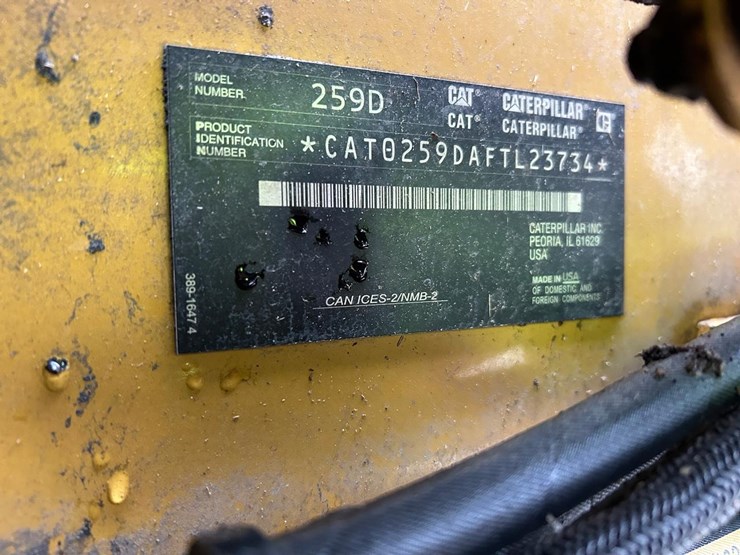 MODEL
NUMBER
259D
CAT® CATERPILLAR® C
CAT® CATERPILLAR®
PRODUCT
IDENTIFICATION
NUMBER
*CAT0259DAFTL23734*
CATERPILLAR INC.
PEORIA, IL 61629
USA
MADE IN USA
OF DOMESTIC AND
FOREIGN COMPONENTS
CAN ICES-2/NMB-2
389-1647 4